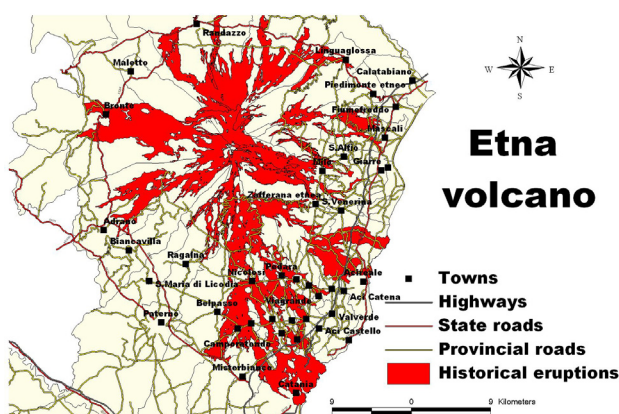 Randazzo
N
Maletto
Linguaglossa
W E
Calatabiano
Piedimonte etneo
S
Bronte
Fiumefreddo
Mascali
Etna
volcano
S.Alfio
Milo
Giarre
Zafferana etnea
S.Venerina
Adrano
Biancavilla
Ragalna
Pedara
Nicolosi
Acireale
S.Maria di Licodia
Aci Catena
Belpasso
Viagrande
Paternò
Valverde
Aci Castello
Camporotondo
Misterbianco
Catania
Towns
Highways
State roads
Provincial roads
Historical eruptions
9 0 9 Kilometers